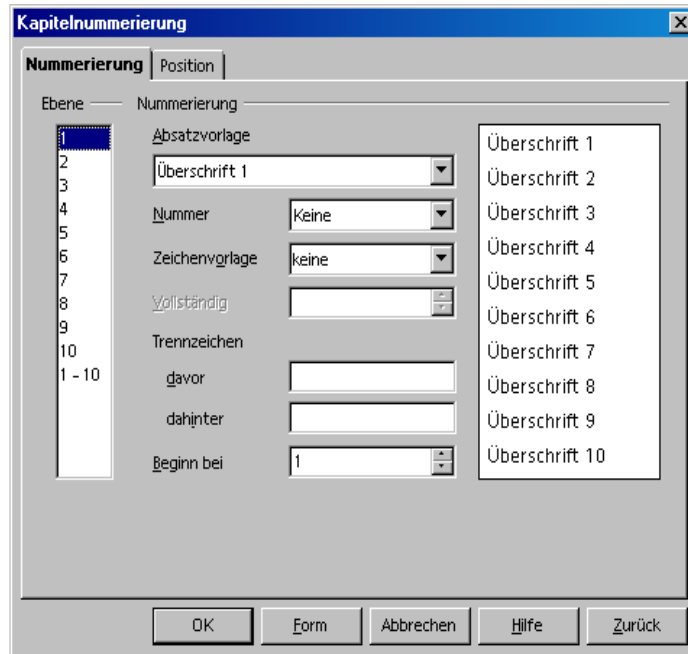 Kapitelnummerierung
Nummerierung
Position
Ebene
1
2
3
4
5
6
7
8
9
10
1 - 10
Nummerierung
Absatzvorlage
Überschrift 1
Nummer
Keine
Zeichenvorlage
keine
Vollständig
Trennzeichen
davor
dahinter
Beginn bei
1
Überschrift 1
Überschrift 2
Überschrift 3
Überschrift 4
Überschrift 5
Überschrift 6
Überschrift 7
Überschrift 8
Überschrift 9
Überschrift 10
OK
Form
Abbrechen
Hilfe
Zurück